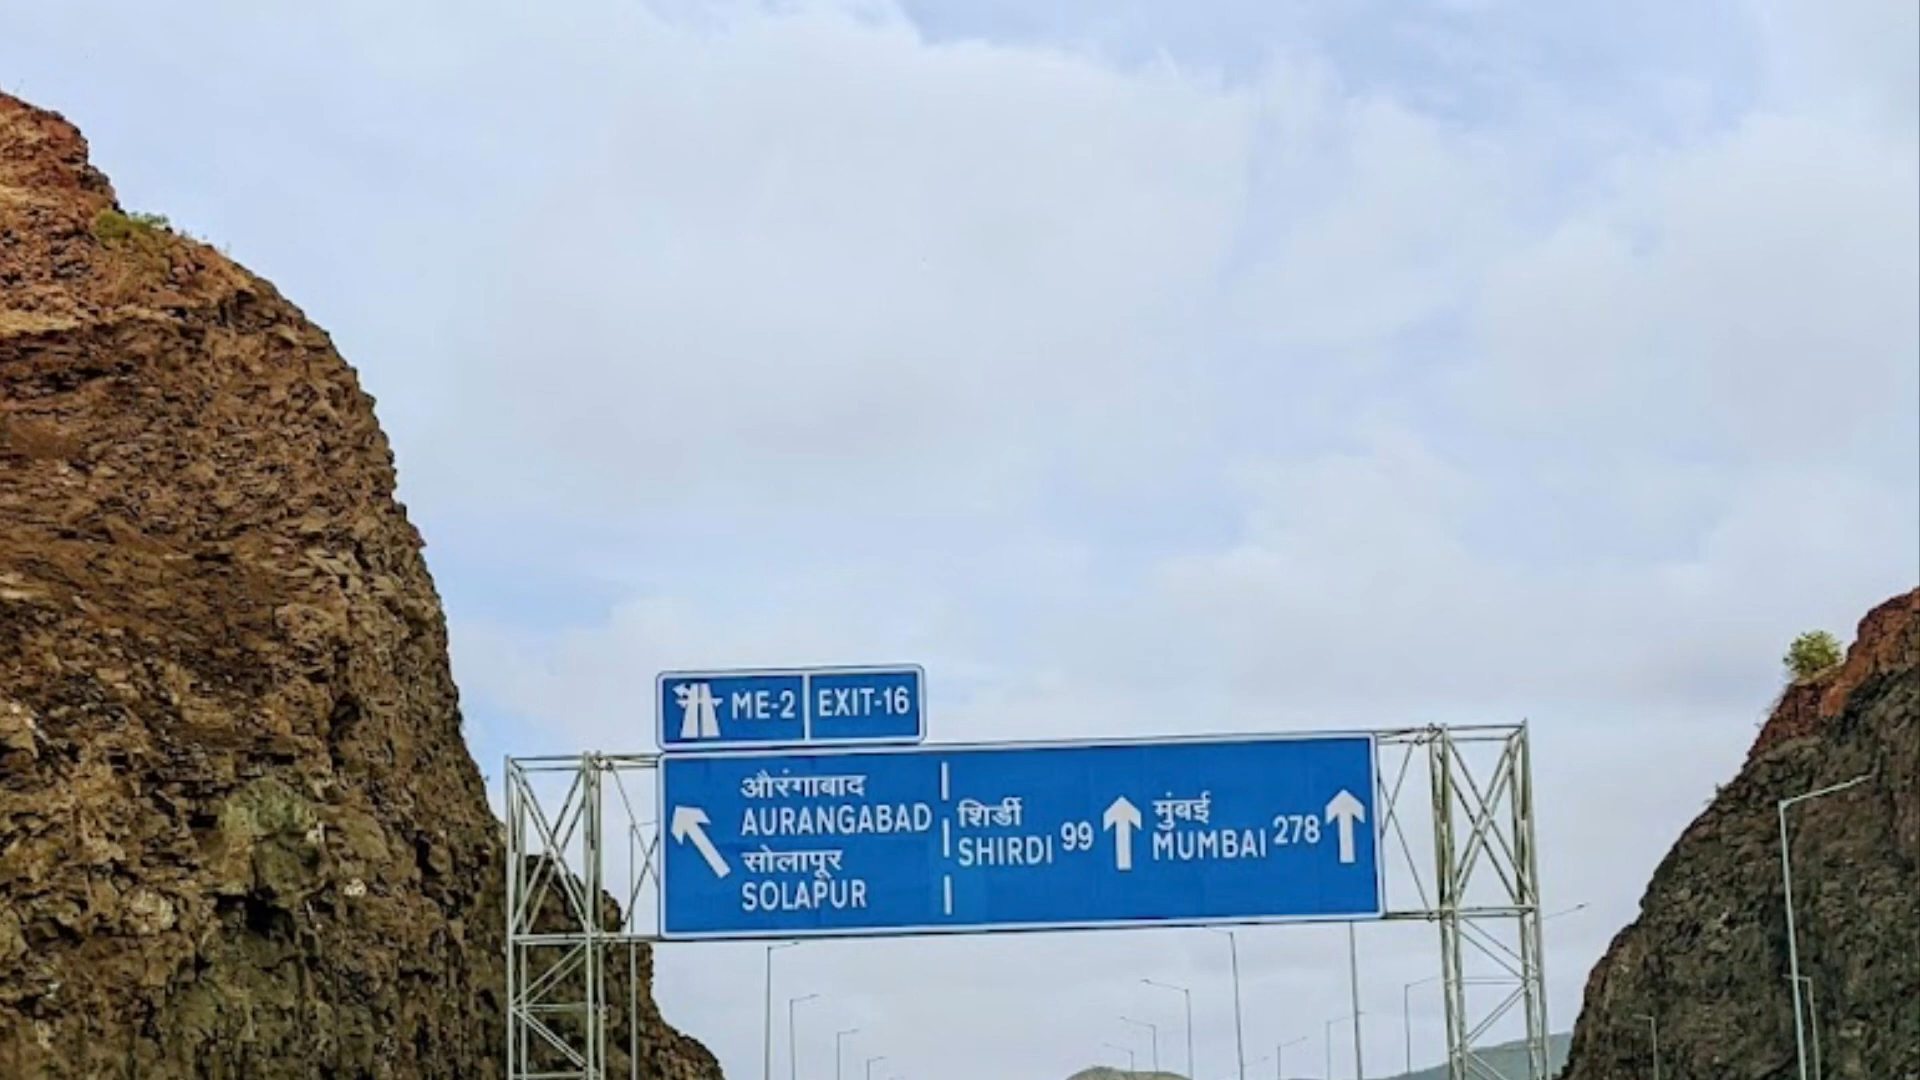 ME-2 EXIT-16
औरंगाबाद
AURANGABAD
सोलापूर
SOLAPUR
शिर्डी
SHIRDI 99
मुंबई
MUMBAI 278